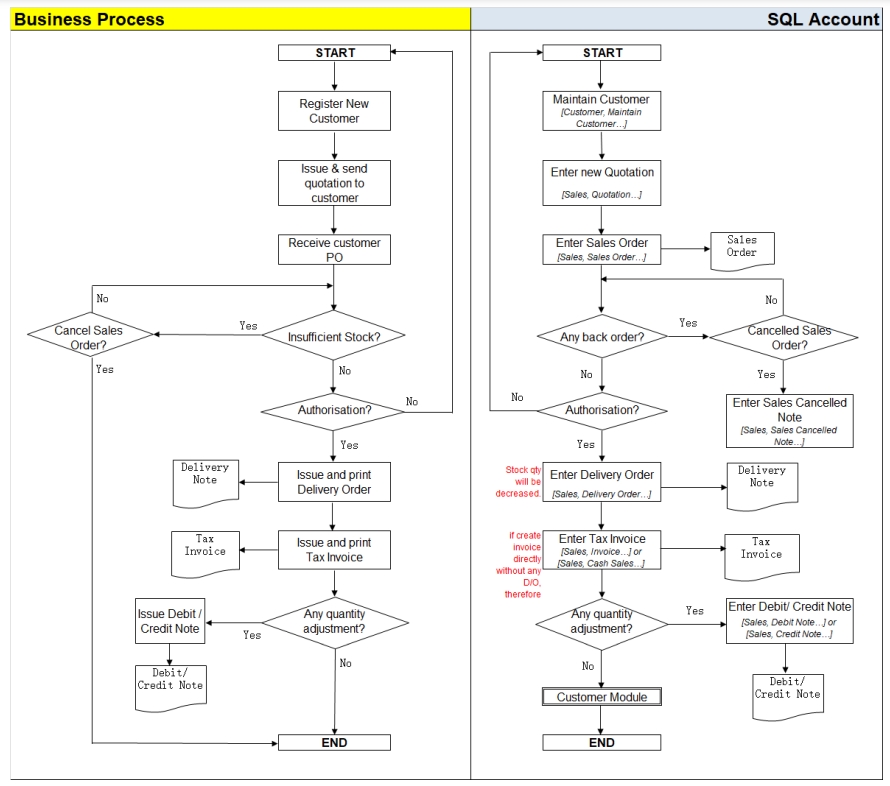 Business Process
START
Register New
Customer
Issue & send
quotation to
customer
Receive customer
PO
No
Cancel Sales
Order?
Yes
Yes
Insufficient Stock?
No
Authorisation?
No
Yes
Delivery
Note
Issue and print
Delivery Order
Tax
Invoice
Issue and print
Tax Invoice
Issue Debit /
Credit Note
Yes
Any quantity
adjustment?
No
Debit/
Credit Note
END
SQL Account
START
Maintain Customer
[Customer, Maintain
Customer...]
Enter new Quotation
[Sales, Quotation...]
Enter Sales Order
[Sales, Sales Order...]
Sales
Order
No
Any back order?
Yes
Cancelled Sales
Order?
No
Yes
No
Authorisation?
Enter Sales Cancelled
Note
[Sales, Sales Cancelled
Note...]
Yes
Stock qty
will be
decreased.
Enter Delivery Order
[Sales, Delivery Order...]
Delivery
Note
if create
invoice
directly
without any
D/O,
therefore
Enter Tax Invoice
[Sales, Invoice...] or
[Sales, Cash Sales...]
Tax
Invoice
Any quantity
adjustment?
Yes
Enter Debit/ Credit Note
[Sales, Debit Note...] or
[Sales, Credit Note...]
No
Debit/
Credit Note
Customer Module
END